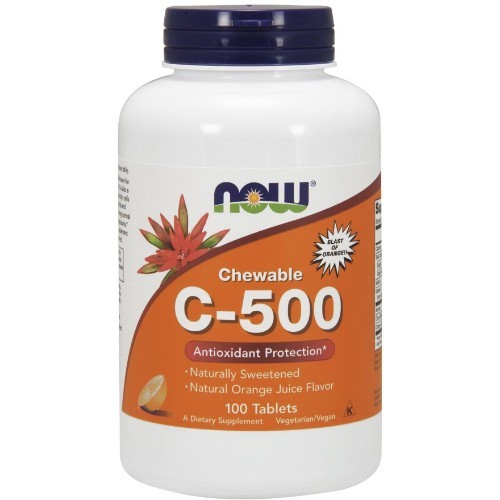 NOW®
BLAST
OF
ORANGE!!
Chewable
C-500
Antioxidant Protection*
• Naturally Sweetened
• Natural Orange Juice Flavor
100 Tablets
A Dietary Supplement Vegetarian/Vegan
K